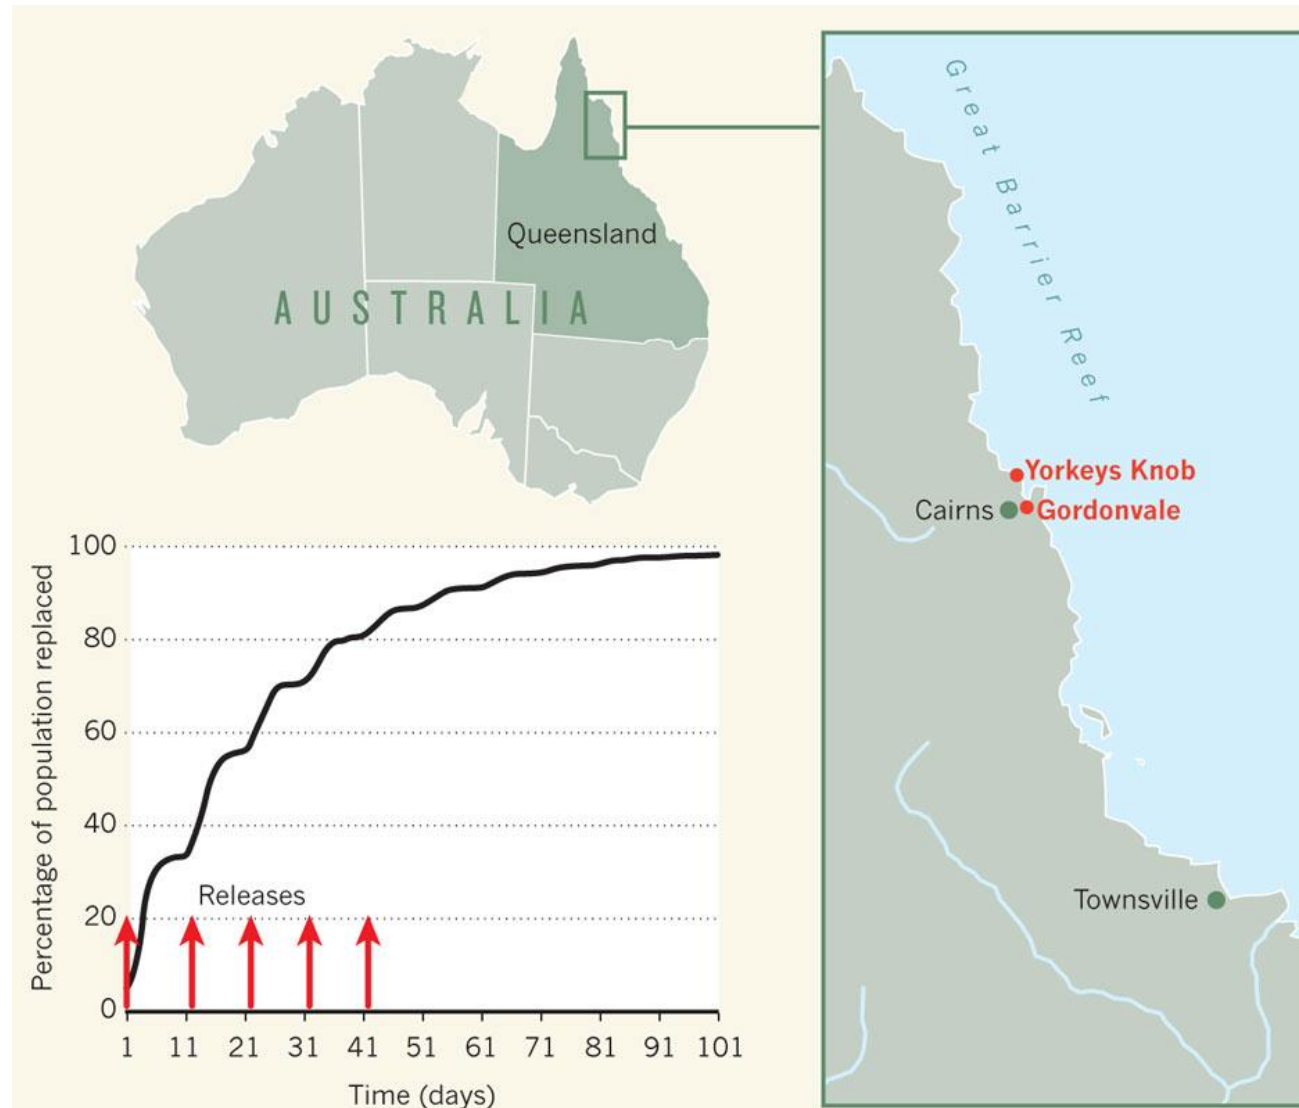 Queensland
AUSTRALIA
Great Barrier Reef
Yorkeys Knob
Cairns
Gordonvale
Townsville
Percentage of population replaced
100
80
60
40
20
0
Releases
1 11 21 31 41 51 61 71 81 91 101
Time (days)